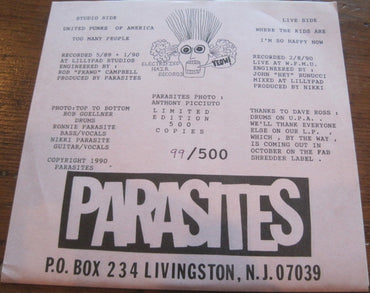 STUDIO SIDE
UNITED PUNKS OF AMERICA
TOO MANY PEOPLE
RECORDED 5/89 + 1/90
AT LILLYPAD STUDIOS
ENGINEERED BY :
ROB "FXANG" CAMPBELL
PRODUCED BY PARASITES
ELECTRIFIED
HAIR
RECORDS
LIVE SIDE
WHERE THE KIDS ARE
I'M SO HAPPY NOW
RECORDED 2/8/90
LIVE AT W.F.M.U.
ENGINEERED BY :
JOHN "HEY" BUNUCCI
MIXED AT LILLYPAD
PRODUCED BY NIKKI
PHOTO:TOP TO BOTTOM
ROB GOELLNER
DRUMS
RONNIE PARASITE
BASS/VOCALS
NIKKI PARASITE
GUITAR/VOCALS
COPYRIGHT 1990
PARASITES
PARASITES PHOTO :
ANTHONY PICCIUTO
LIMITED
EDITION
500
COPIES
99/500
THANKS TO DAVE ROSS :
DRUMS ON U.P.A.
WE'LL THANK EVERYONE
ELSE ON OUR L.P.
WHICH , BY THE WAY ,
IS COMING OUT IN
OCTOBER ON THE FAB
SHREDDER LABEL .
PARASITES
P.O. BOX 234 LIVINGSTON, N.J. 07039